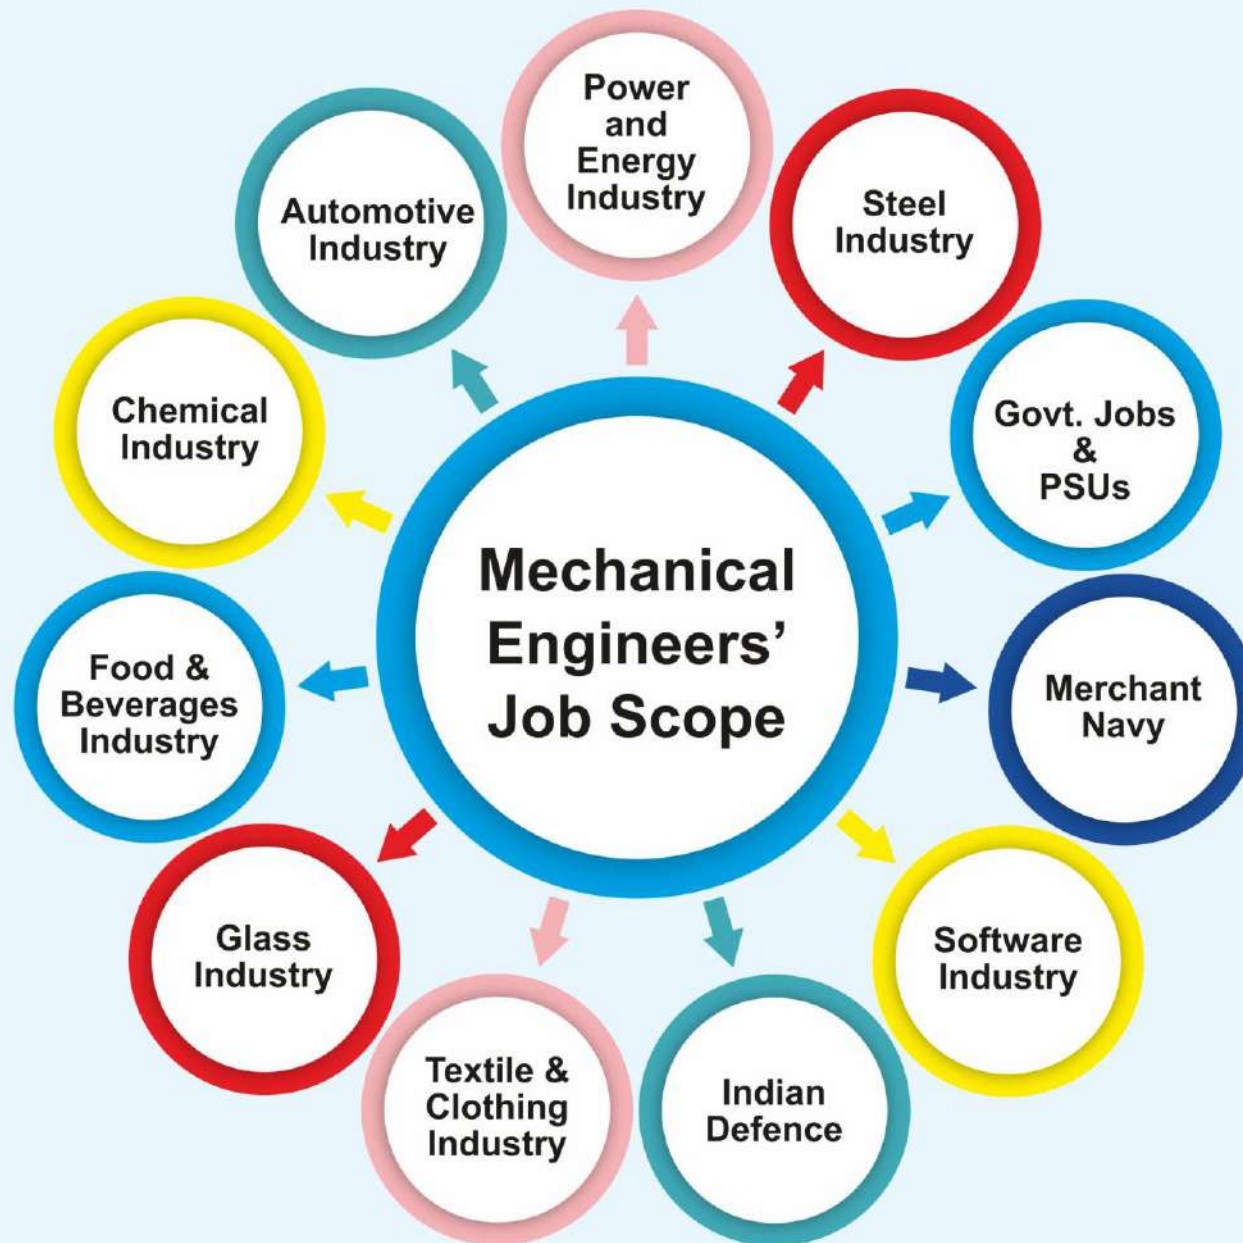 Power
and
Energy
Industry
Steel
Industry
Govt. Jobs
&
PSUs
Merchant
Navy
Software
Industry
Indian
Defence
Textile &
Clothing
Industry
Glass
Industry
Food &
Beverages
Industry
Chemical
Industry
Automotive
Industry
Mechanical
Engineers’
Job Scope